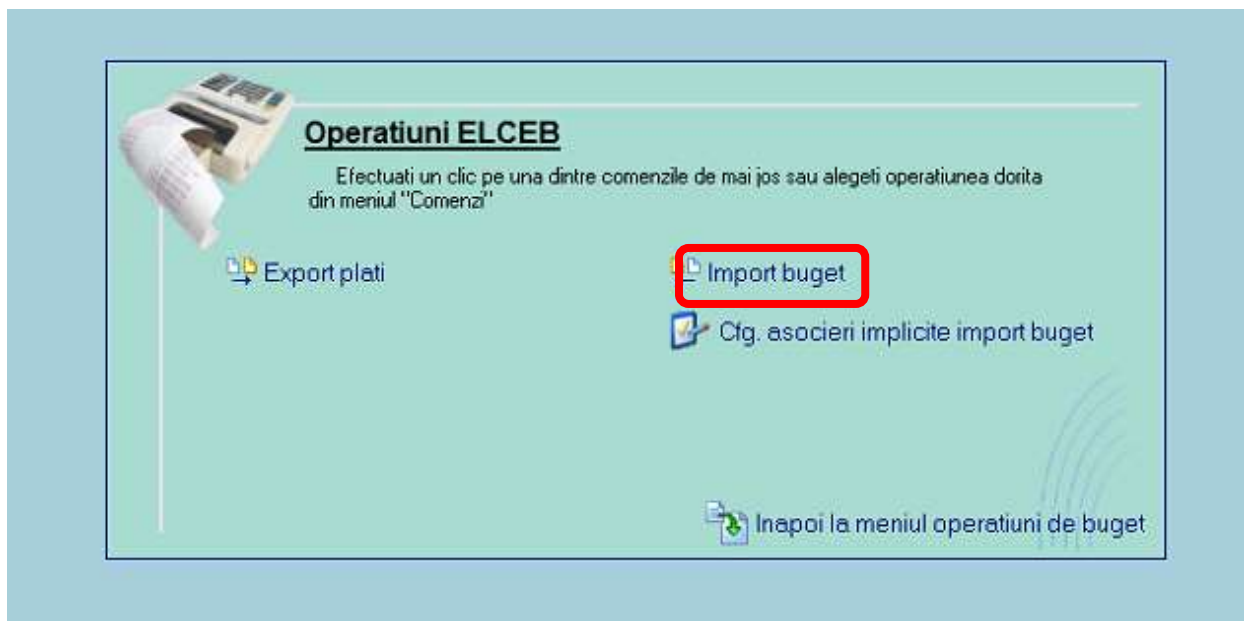 Operatiuni ELCEB
Efectuati un clic pe una dintre comenzile de mai jos sau alegeti operatiunea dorita
din meniul "Comenzi"
Export plati
Import buget
Cfg. asocieri implicite import buget
Inapoi la meniul operatiuni de buget